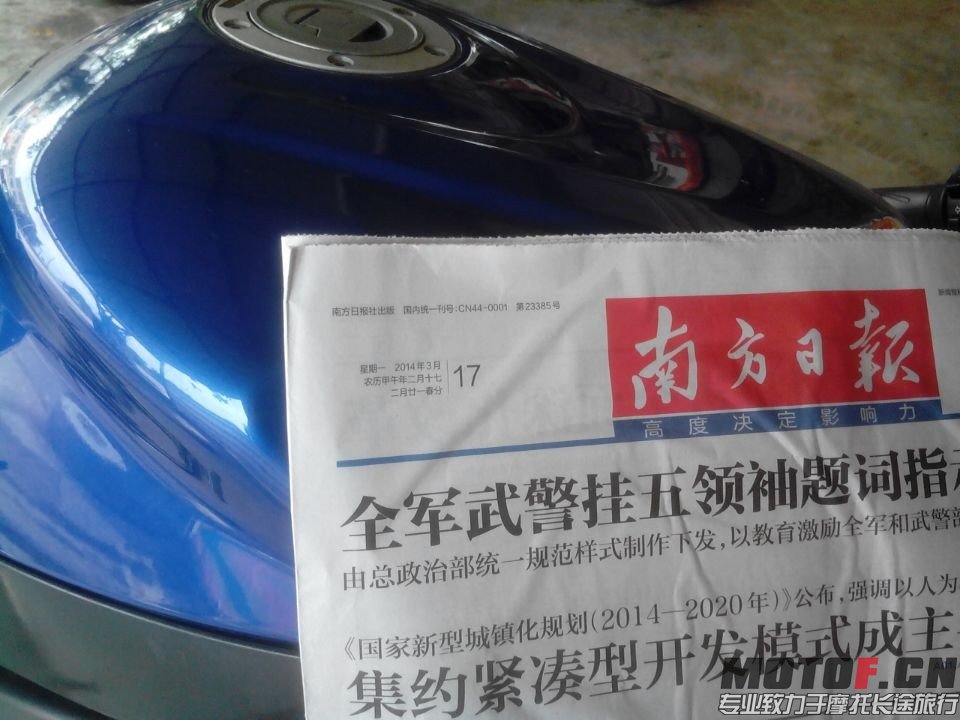 南方日报社出版 国内统一刊号:CN44-0001 第23385号
星期一 2014年3月
农历甲午年二月十七
二月廿一春分
17
南方日報
高度决定影响力
全军武警挂五领袖题词指
由总政治部统一规范样式制作下发,以教育激励全军和武警部
《国家新型城镇化规划(2014—2020年)》公布,强调以人为
集约紧凑型开发模式成主
MOTOF.CN
专业致力于摩托长途旅行